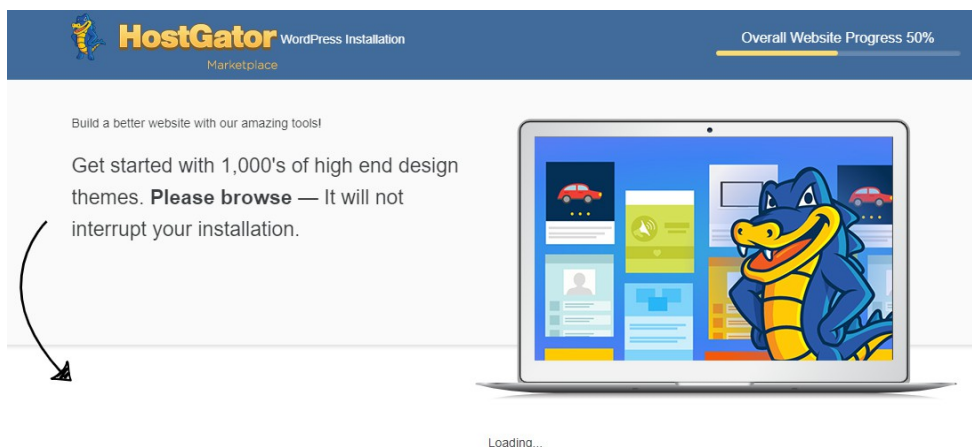 HostGator WordPress Installation
Marketplace
Overall Website Progress 50%
Build a better website with our amazing tools!
Get started with 1,000's of high end design
themes. Please browse — It will not
interrupt your installation.
Loading...